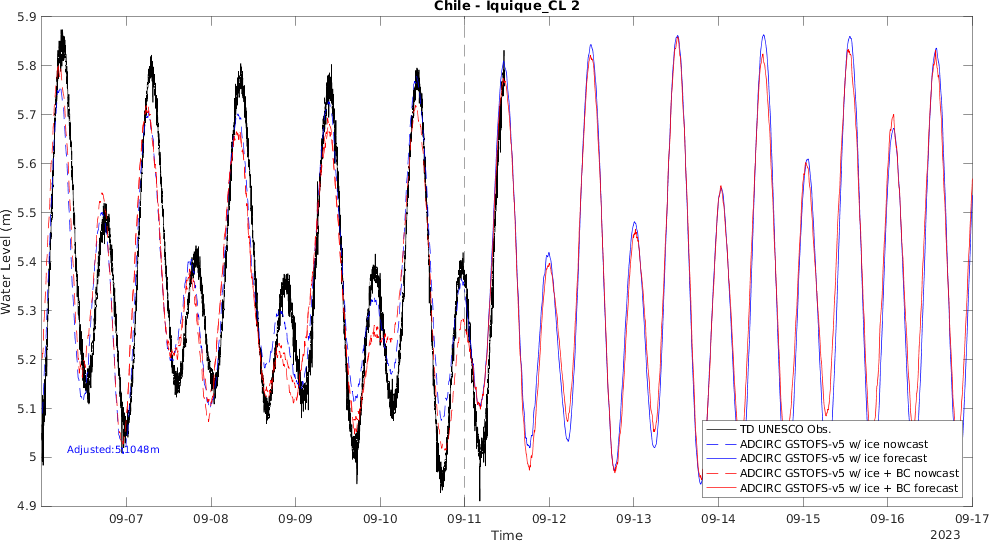 Chile - Iquique_CL 2
5.9
5.8
5.7
5.6
5.5
5.4
5.3
5.2
5.1
5
4.9
Water Level (m)
Adjusted:5.1048m
TD UNESCO Obs.
ADCIRC GSTOFS-v5 w/ ice nowcast
ADCIRC GSTOFS-v5 w/ ice forecast
ADCIRC GSTOFS-v5 w/ ice + BC nowcast
ADCIRC GSTOFS-v5 w/ ice + BC forecast
09-07 09-08 09-09 09-10 09-11 09-12 09-13 09-14 09-15 09-16 09-17
Time
2023